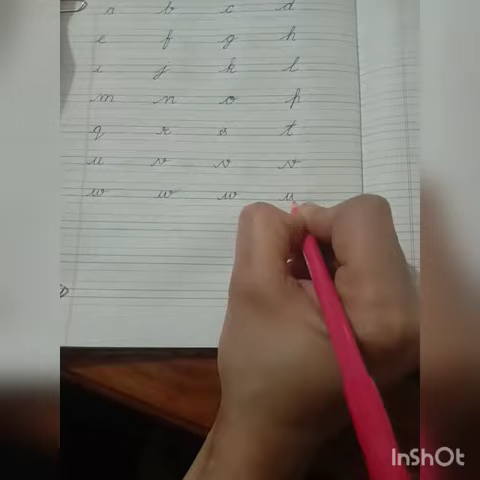 a b c d
e f g h
i j k l
m n o p
q r s t
u v v v
w w w u
InShOt